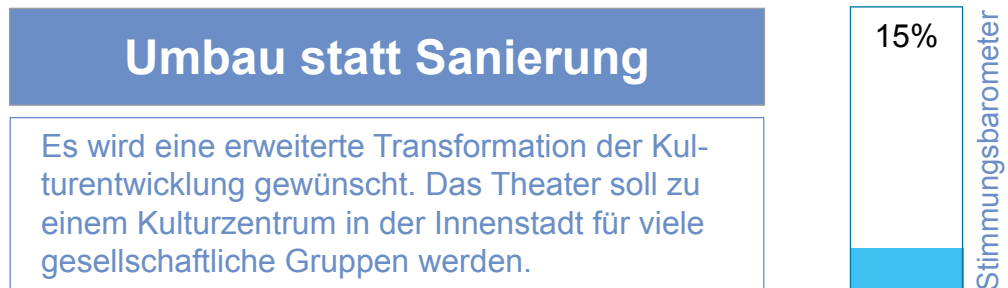 Umbau statt Sanierung
Es wird eine erweiterte Transformation der Kul-
turentwicklung gewünscht. Das Theater soll zu
einem Kulturzentrum in der Innenstadt für viele
gesellschaftliche Gruppen werden.
15%
Stimmungsbarometer